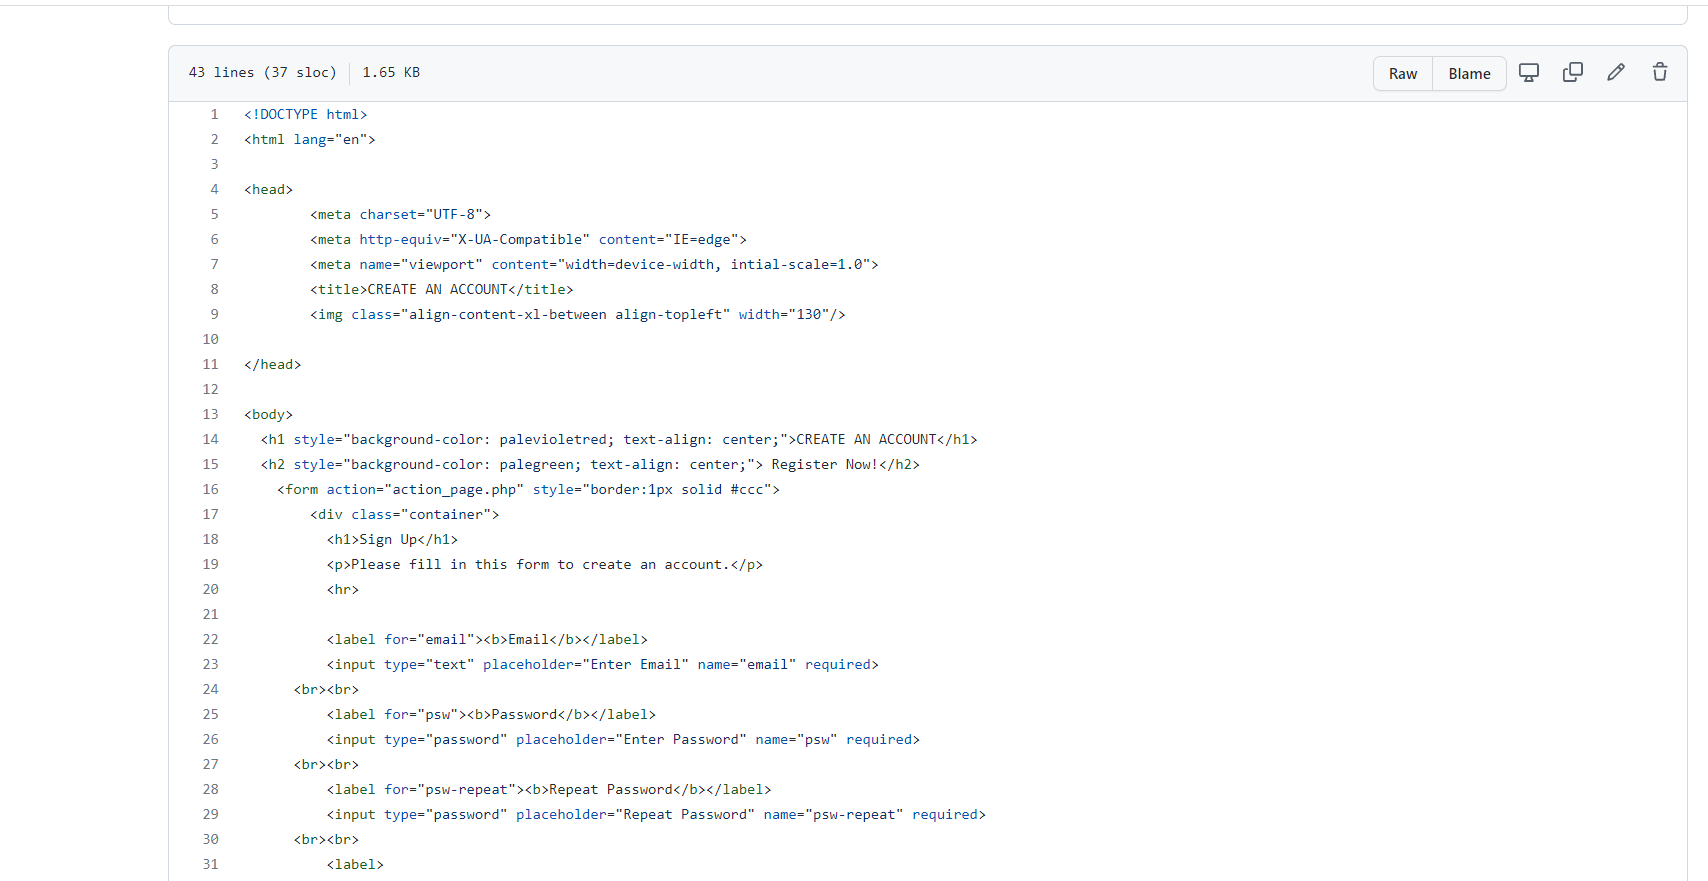 43 lines (37 sloc) 1.65 KB Raw Blame
1 <!DOCTYPE html>
2 <html lang="en">
3
4 <head>
5 <meta charset="UTF-8">
6 <meta http-equiv="X-UA-Compatible" content="IE=edge">
7 <meta name="viewport" content="width=device-width, intial-scale=1.0">
8 <title>CREATE AN ACCOUNT</title>
9 <img class="align-content-xl-between align-topleft" width="130"/>
10
11 </head>
12
13 <body>
14 <h1 style="background-color: palevioletred; text-align: center;">CREATE AN ACCOUNT</h1>
15 <h2 style="background-color: palegreen; text-align: center;"> Register Now!</h2>
16 <form action="action_page.php" style="border:1px solid #ccc">
17 <div class="container">
18 <h1>Sign Up</h1>
19 <p>Please fill in this form to create an account.</p>
20 <hr>
21
22 <label for="email"><b>Email</b></label>
23 <input type="text" placeholder="Enter Email" name="email" required>
24 <br><br>
25 <label for="psw"><b>Password</b></label>
26 <input type="password" placeholder="Enter Password" name="psw" required>
27 <br><br>
28 <label for="psw-repeat"><b>Repeat Password</b></label>
29 <input type="password" placeholder="Repeat Password" name="psw-repeat" required>
30 <br><br>
31 <label>